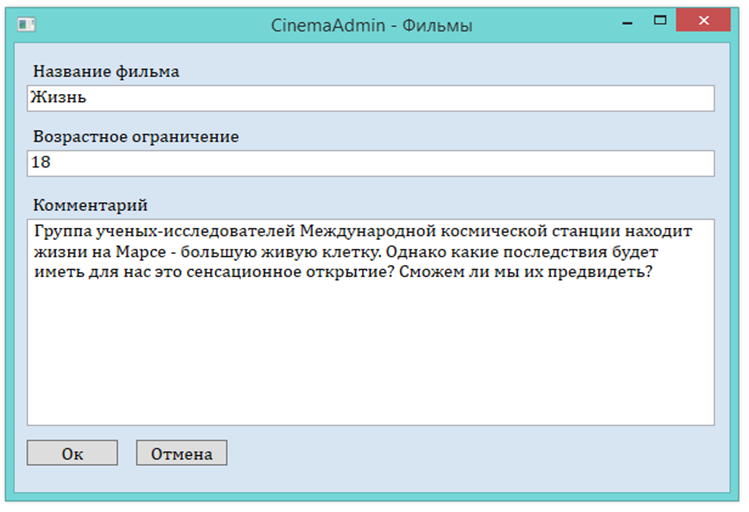 CinemaAdmin - Фильмы
Название фильма
Жизнь
Возрастное ограничение
18
Комментарий
Группа ученых-исследователей Международной космической станции находит
жизни на Марсе - большую живую клетку. Однако какие последствия будет
иметь для нас это сенсационное открытие? Сможем ли мы их предвидеть?
Ок Отмена